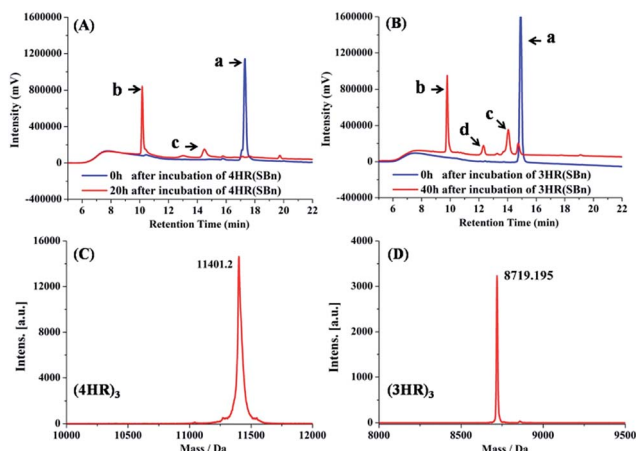 (A)
Intensity (mV)
1600000
1200000
800000
400000
0
-400000
b
a
c
0h after incubation of 4HR(SBn)
20h after incubation of 4HR(SBn)
6 8 10 12 14 16 18 20 22
Retention Time (min)
(B)
Intensity (mV)
1600000
1200000
800000
400000
0
-400000
a
b
c
d
0h after incubation of 3HR(SBn)
40h after incubation of 3HR(SBn)
6 8 10 12 14 16 18 20 22
Retention Time (min)
(C)
Intens. [a.u.]
16000
12000
8000
4000
0
11401.2
(4HR)3
10000 10500 11000 11500 12000
Mass / Da
(D)
Intens. [a.u.]
4000
3000
2000
1000
0
8719.195
(3HR)3
8000 8500 9000 9500
Mass / Da